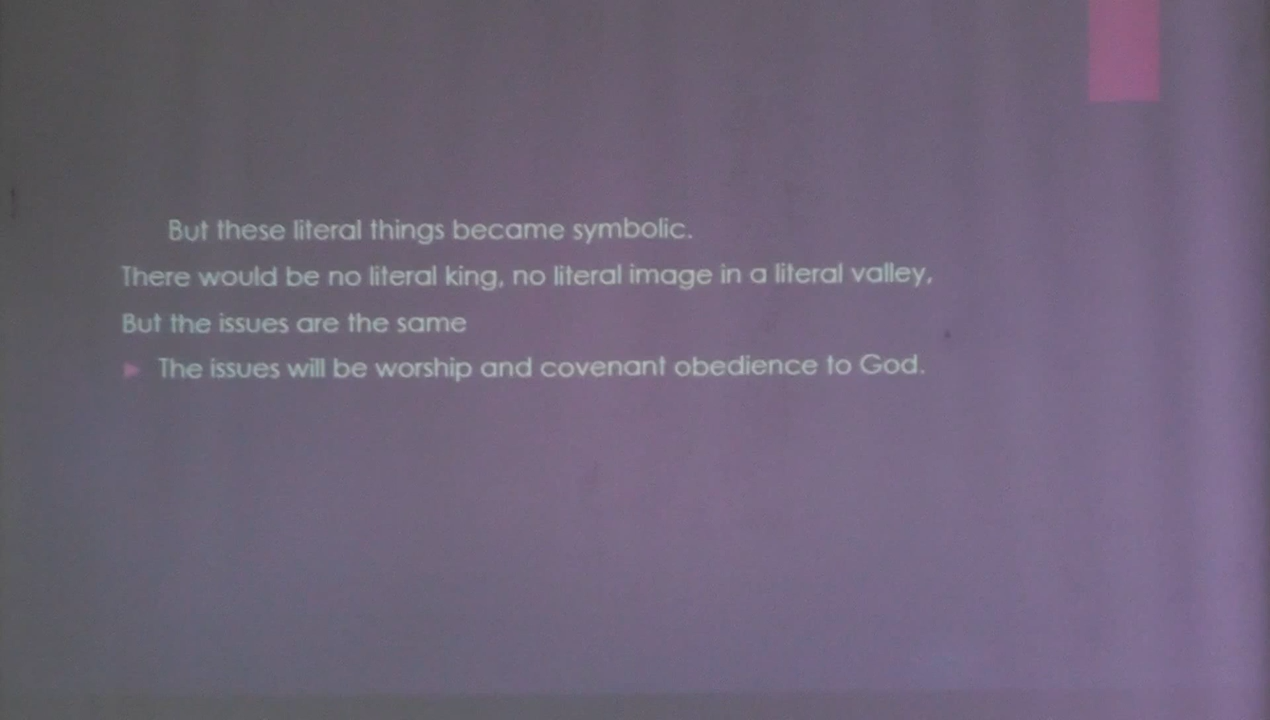 But these literal things became symbolic.
There would be no literal king, no literal image in a literal valley,
But the issues are the same
The issues will be worship and covenant obedience to God.